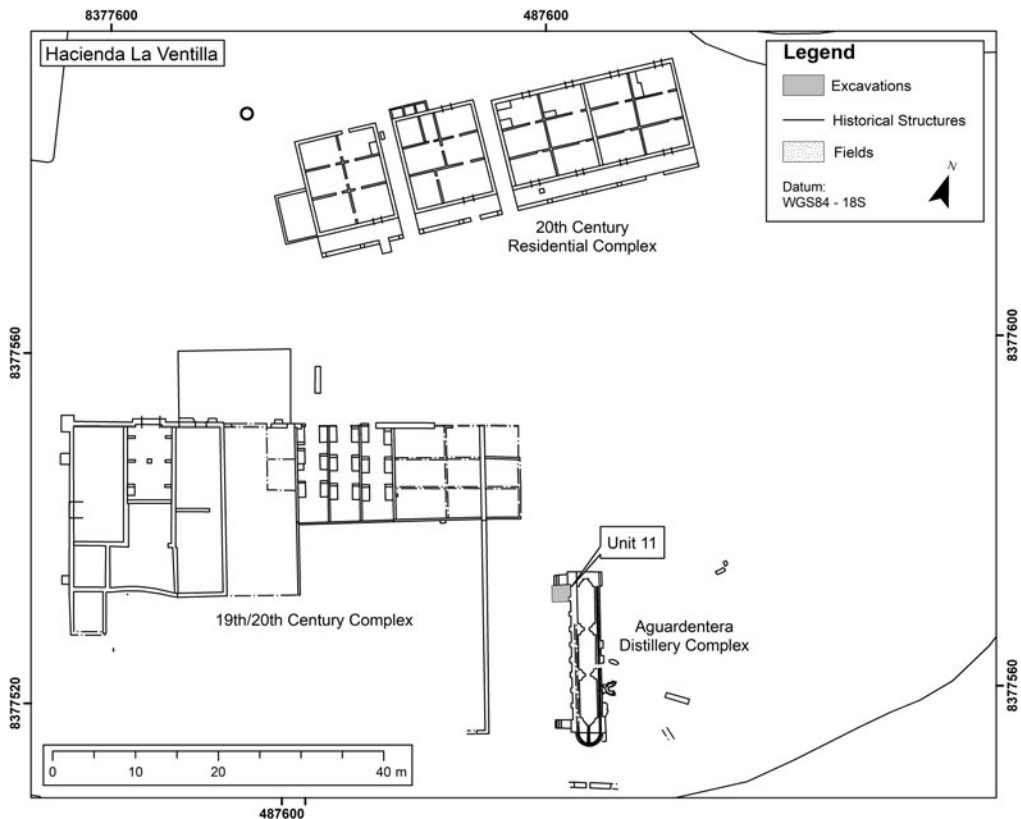 8377600
487600
Hacienda La Ventilla
Legend
Excavations
Historical Structures
Fields
Datum:
WGS84 - 18S
N
20th Century
Residential Complex
8377560
8377600
Unit 11
19th/20th Century Complex
Aguardentera
Distillery Complex
8377520
8377560
0 10 20 40 m
487600